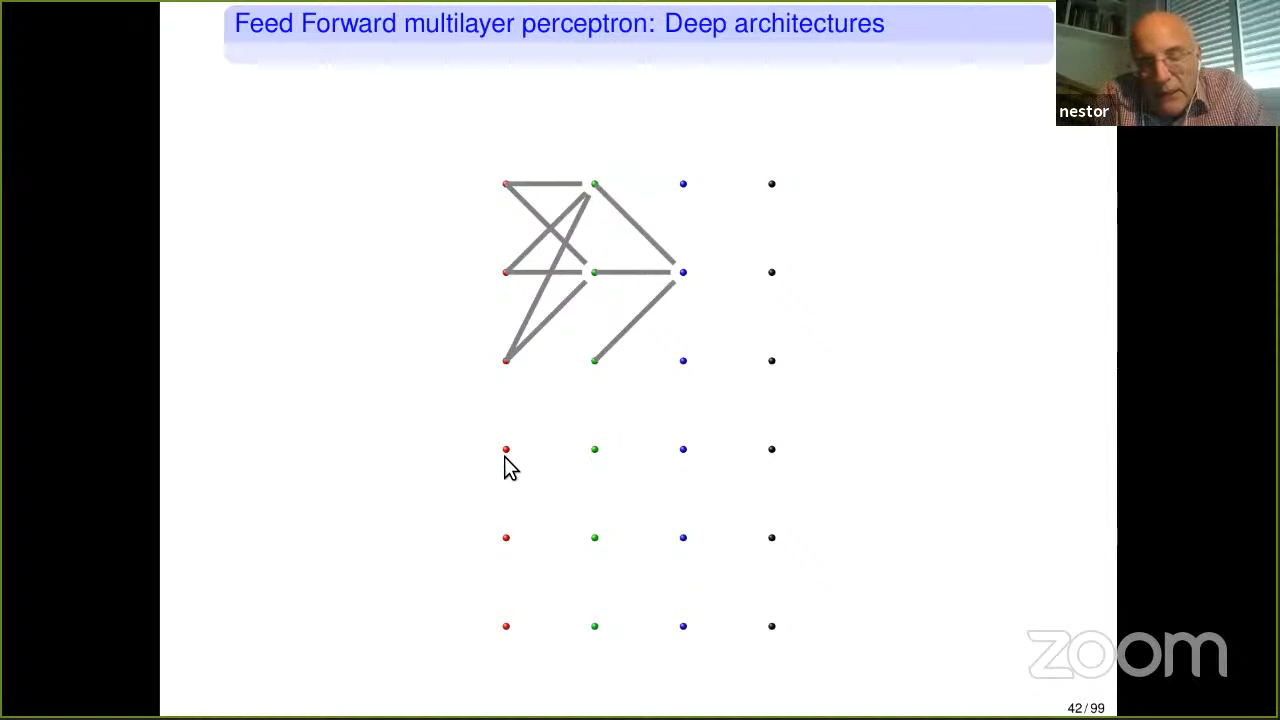 Feed Forward multilayer perceptron: Deep architectures
nestor
zoom
42 / 99